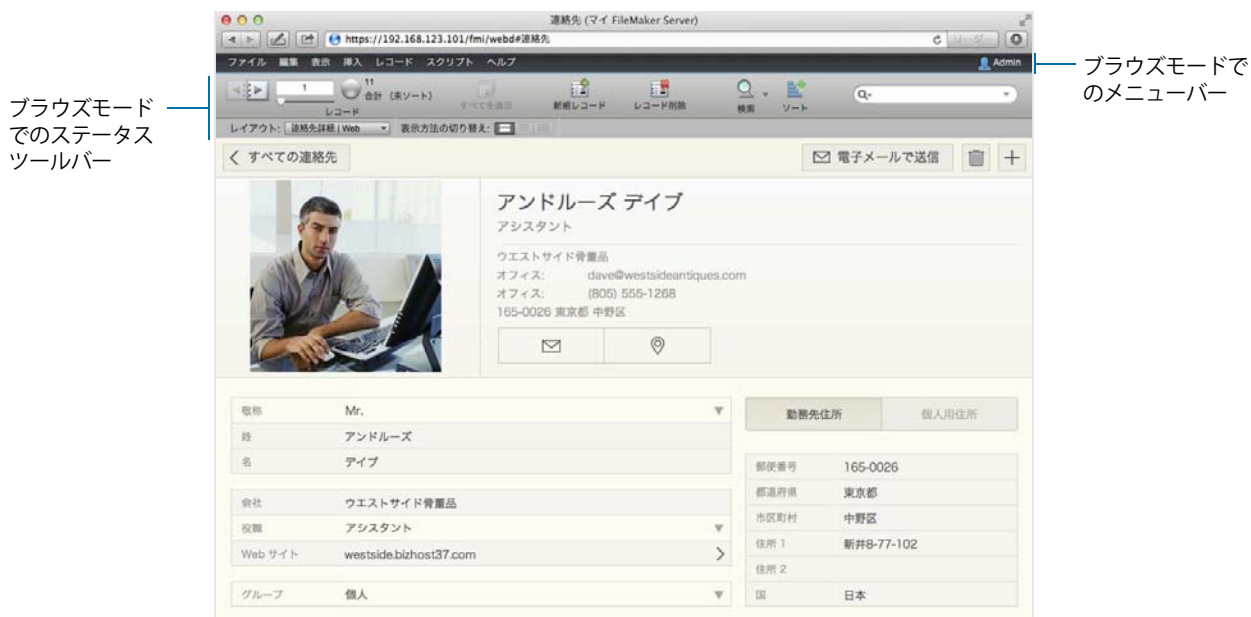 連絡先 (マイ FileMaker Server)
https://192.168.123.101/fmi/webd#連絡先
リーダー
ファイル 編集 表示 挿入 レコード スクリプト ヘルプ
Admin
ブラウズモードで
のメニューバー
ブラウズモード
でのステータス
ツールバー
1
11
合計 (未ソート)
レコード
すべてを表示
新規レコード
レコード削除
検索
ソート
レイアウト: 連絡先詳細 | Web
表示方法の切り替え:
すべての連絡先
電子メールで送信
アンドルーズ デイブ
アシスタント
ウエストサイド骨董品
オフィス: dave@westsideantiques.com
オフィス: (805) 555-1268
165-0026 東京都 中野区
敬称 Mr.
姓 アンドルーズ
名 デイブ
会社 ウエストサイド骨董品
役職 アシスタント
Web サイト westside.bizhost37.com
グループ 個人
勤務先住所
個人用住所
郵便番号 165-0026
都道府県 東京都
市区町村 中野区
住所 1 新井8-77-102
住所 2
国 日本